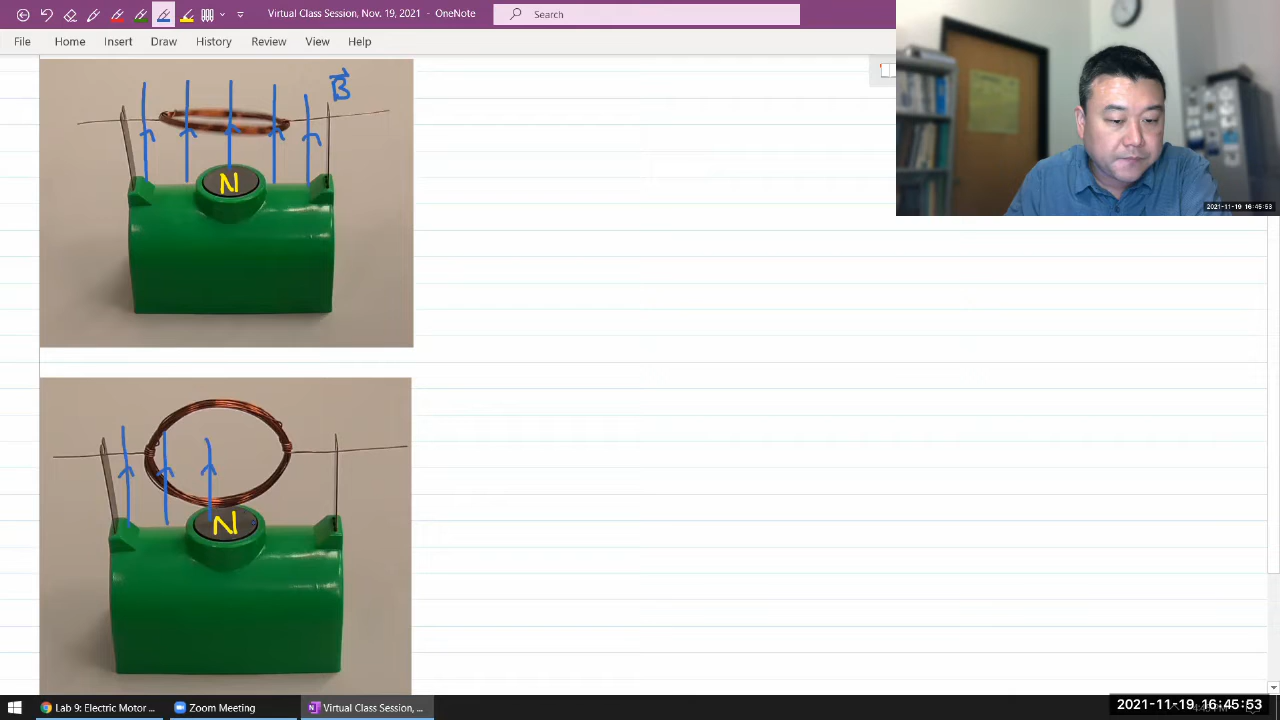 Virtual Class Session, Nov. 19, 2021 - OneNote
Search
File Home Insert Draw History Review View Help
B
N
N
2021-11-19 16:45:53
Lab 9: Electric Motor ... Zoom Meeting Virtual Class Session, ...
2021-11-19 16:45:53